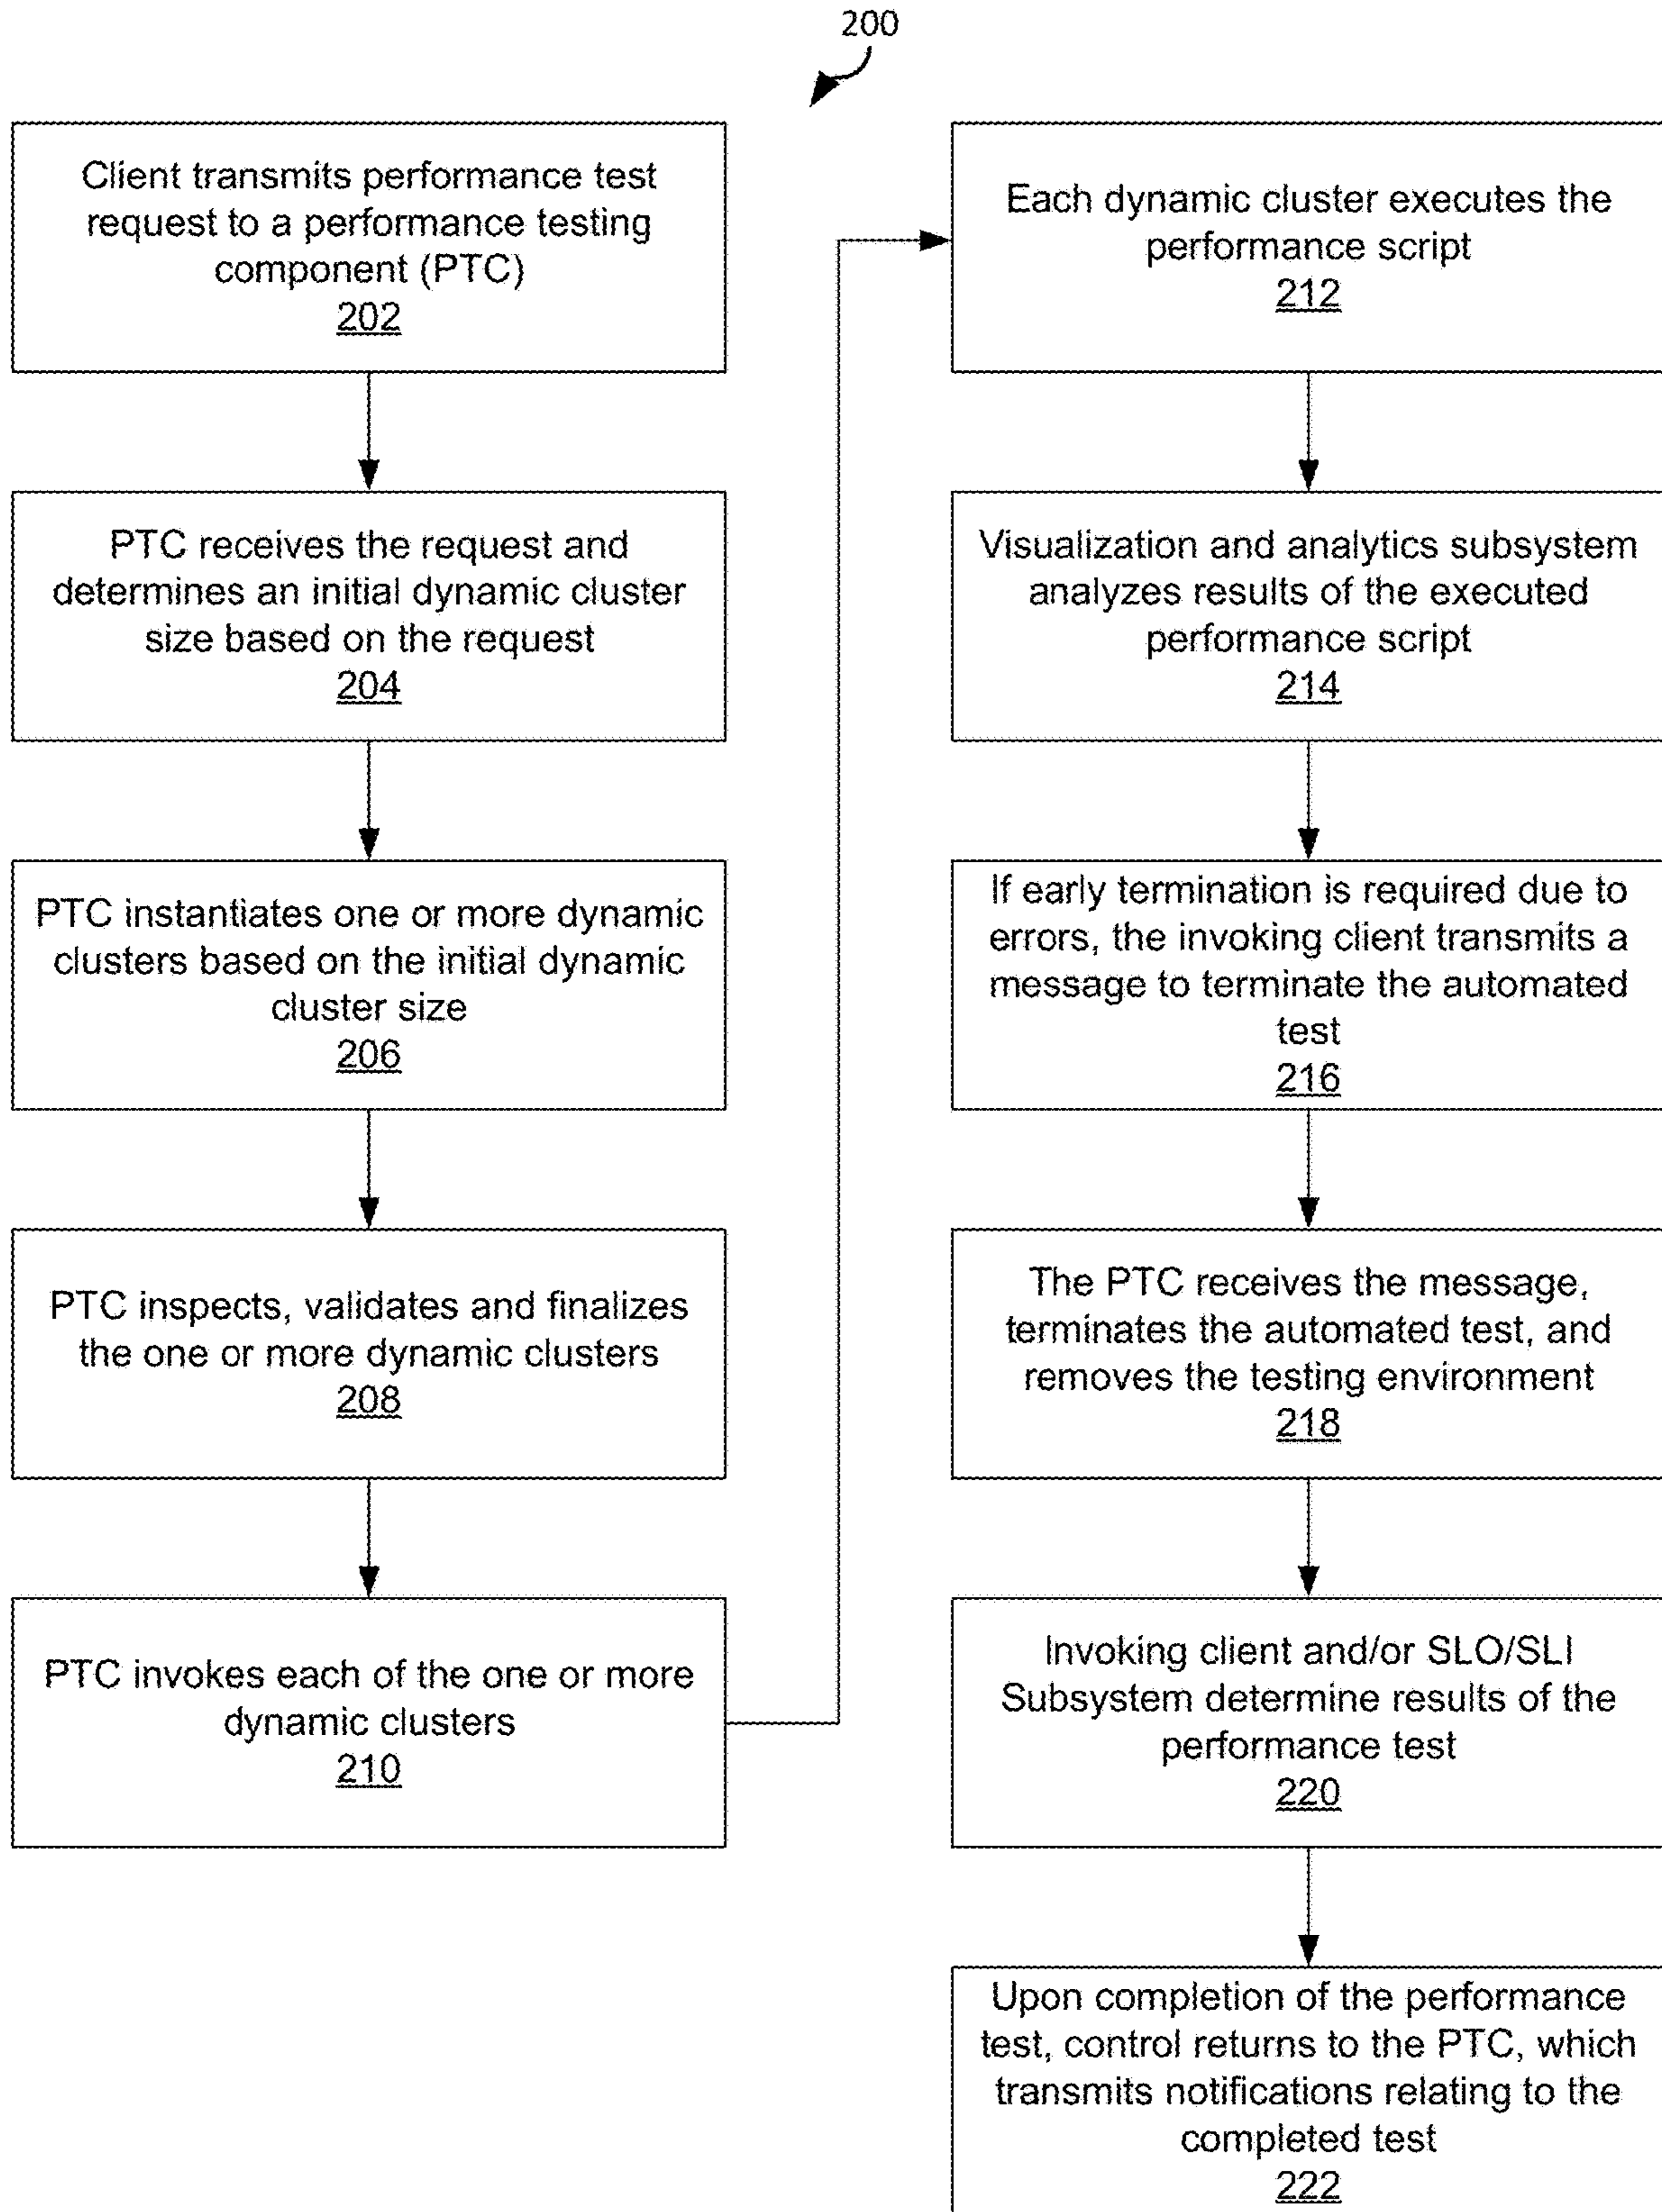 200
Client transmits performance test
request to a performance testing
component (PTC)
202
PTC receives the request and
determines an initial dynamic cluster
size based on the request
204
PTC instantiates one or more dynamic
clusters based on the initial dynamic
cluster size
206
PTC inspects, validates and finalizes
the one or more dynamic clusters
208
PTC invokes each of the one or more
dynamic clusters
210
Each dynamic cluster executes the
performance script
212
Visualization and analytics subsystem
analyzes results of the executed
performance script
214
If early termination is required due to
errors, the invoking client transmits a
message to terminate the automated
test
216
The PTC receives the message,
terminates the automated test, and
removes the testing environment
218
Invoking client and/or SLO/SLI
Subsystem determine results of the
performance test
220
Upon completion of the performance
test, control returns to the PTC, which
transmits notifications relating to the
completed test
222